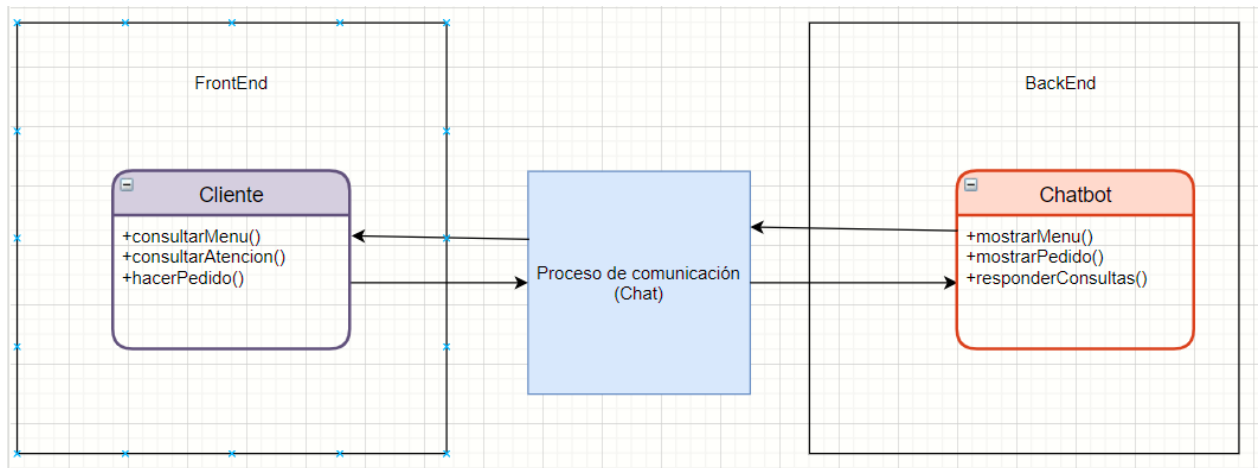 FrontEnd
BackEnd
Cliente
+consultarMenu()
+consultarAtencion()
+hacerPedido()
Proceso de comunicación
(Chat)
Chatbot
+mostrarMenu()
+mostrarPedido()
+responderConsultas()